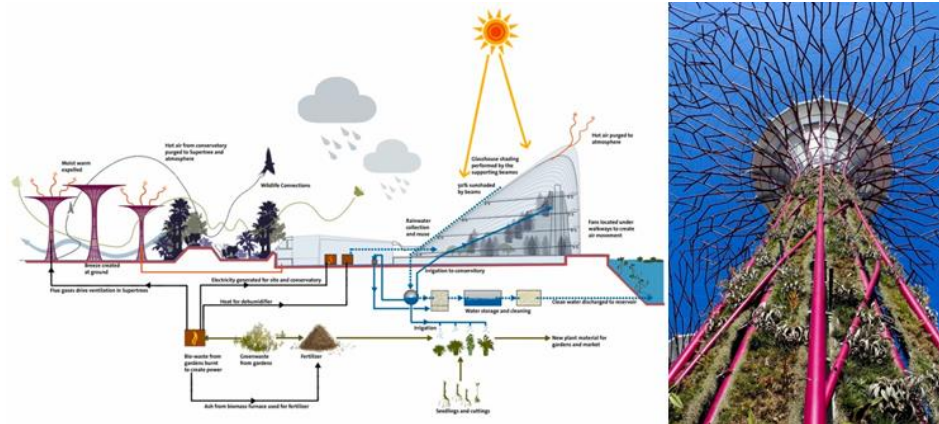 Hot air from conservatory
purged to Supertree and
atmosphere
Moist warm
expelled
Wildlife Connections
Glasshouse shading
performed by the
supporting beames
Hot air purged to
atmosphere
50% sunshaded
by beams
Rainwater
collection
and reuse
Fans located under
walkways to create
air movement
Breeze created
at ground
Electricity generated for site and conservatory
Irrigation to conservitory
Flue gases drive ventilation in Supertrees
Heat for dehumidifier
Water storage and cleaning
Clean water discharged to reservoir
Irrigation
Bio-waste from
gardens burnt
to create power
Greenwaste
from gardens
Fertiliser
New plant material for
gardens and market
Ash from biomass furnace used for fertiliser
Seedlings and cuttings